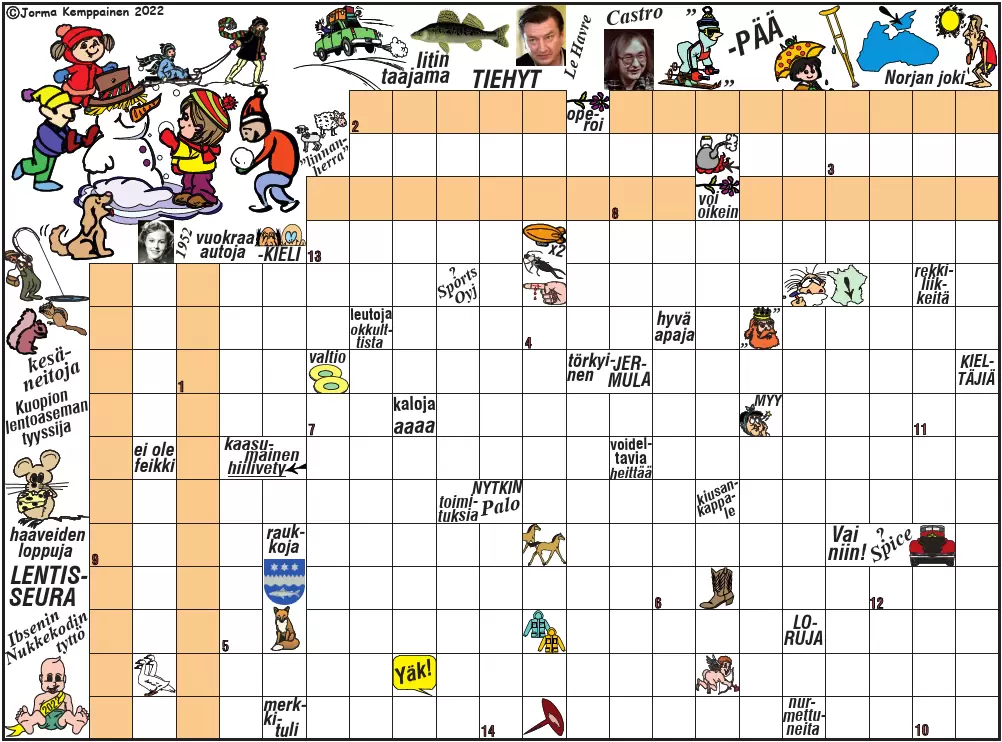 ©Jorma Kemppainen 2022
Iitin
taajama
TIEHYT
Le Havre
Castro
” -PÄÄ
”
Norjan joki
”linnan-
herra”
2
ope-
roi
3
8
voi
oikein
1952
vuokraa
autoja
-KIELI
13
x2
?
Sports
Oyj
!
rekki-
liik-
keitä
leutoja
okkult-
tista
4
hyvä
apaja
” ”
kesä-
neitoja
1
valtio
törkyi-
nen
JER-
MULA
KIEL-
TÄJIÄ
Kuopion
lentoaseman
tyyssija
7
kaloja
aaaa
MYY
11
ei ole
feikki
kaasu-
mainen
hiilivety
voidel-
tavia
heittää
toimi-
tuksia
NYTKIN
Palo
kiusan-
kappa-
le
haaveiden
loppuja
9
rauk-
koja
Vai
niin!
?
Spice
LENTIS-
SEURA
6
12
Ibsenin
Nukkekodin
tyttö
5
LO-
RUJA
2022
Yäk!
merk-
ki-
tuli
14
nur-
mettu-
neita
10